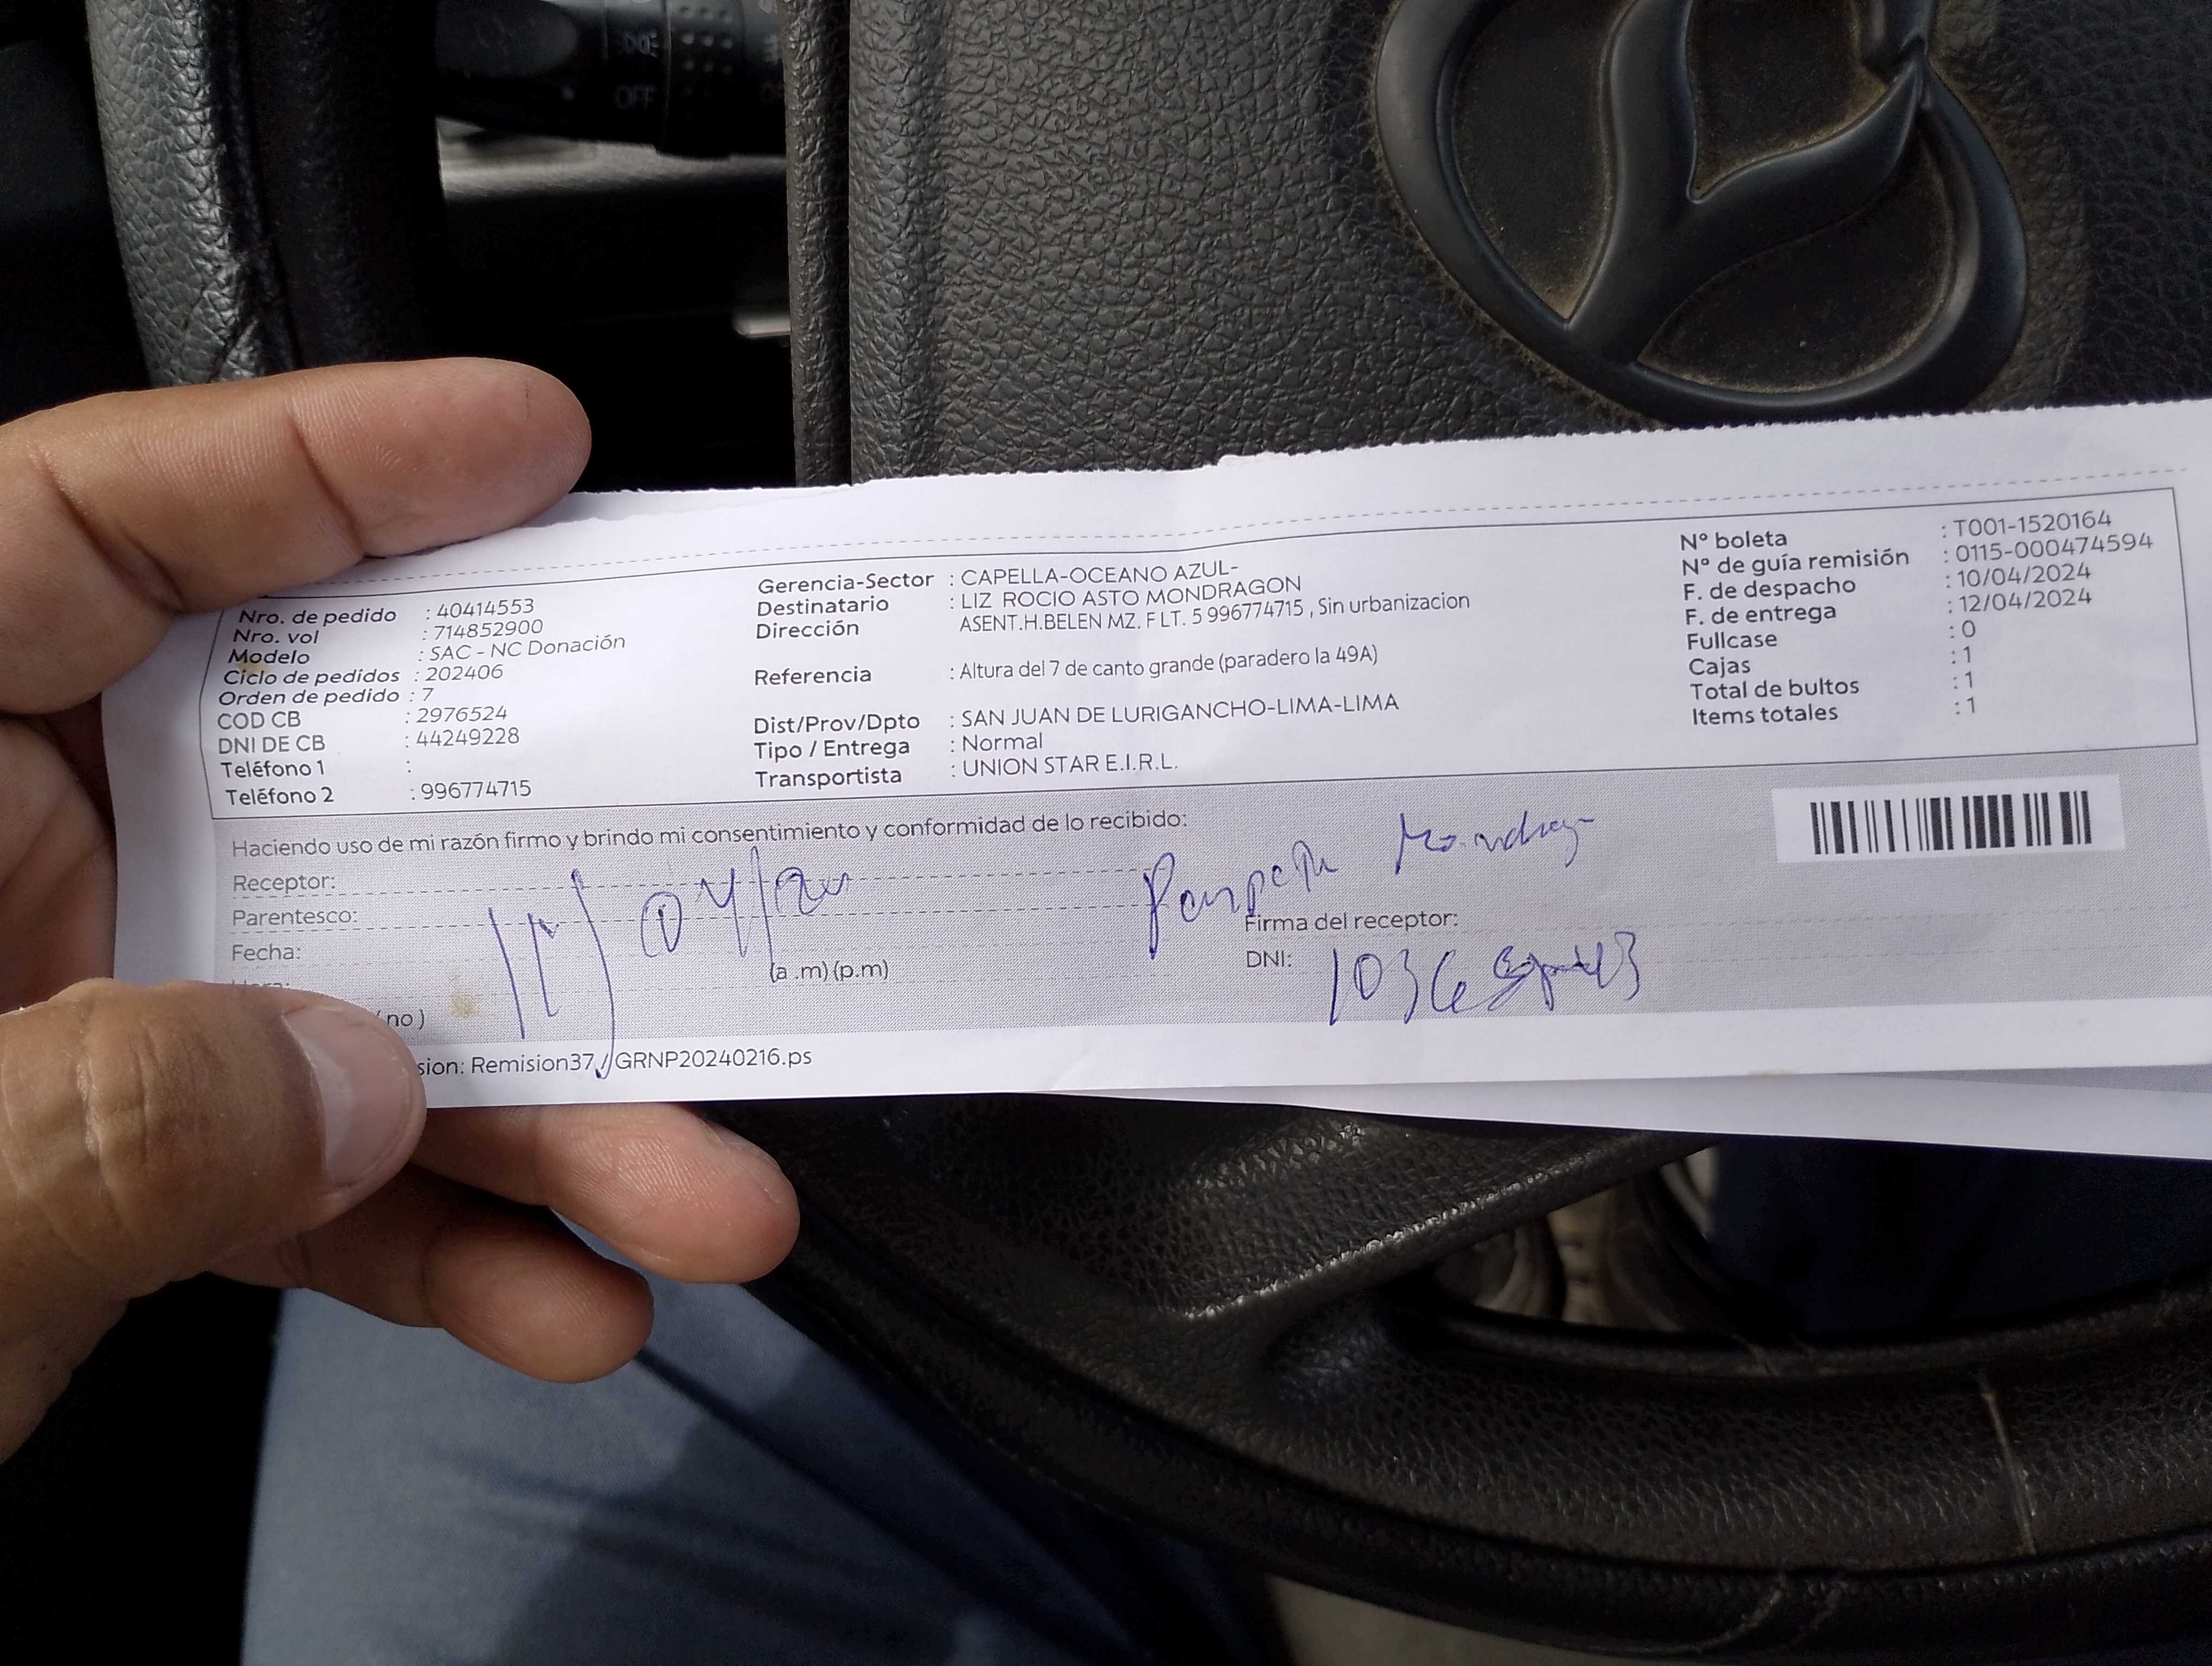 OFF
Nro. de pedido : 40414553
Nro. vol : 714852900
Modelo : SAC - NC Donación
Ciclo de pedidos : 202406
Orden de pedido : 7
COD CB : 2976524
DNI DE CB : 44249228
Teléfono 1 :
Teléfono 2 : 996774715
Gerencia-Sector : CAPELLA-OCEANO AZUL-
Destinatario : LIZ ROCIO ASTO MONDRAGON
Dirección ASENT.H.BELEN MZ. F LT. 5 996774715 , Sin urbanizacion
Referencia : Altura del 7 de canto grande (paradero la 49A)
Dist/Prov/Dpto : SAN JUAN DE LURIGANCHO-LIMA-LIMA
Tipo / Entrega : Normal
Transportista : UNION STAR E.I.R.L.
Nº boleta : T001-1520164
Nº de guía remisión : 0115-000474594
F. de despacho : 10/04/2024
F. de entrega : 12/04/2024
Fullcase : 0
Cajas : 1
Total de bultos : 1
Items totales : 1
Haciendo uso de mi razón firmo y brindo mi consentimiento y conformidad de lo recibido:
Receptor:
Parentesco:
Fecha:
(a .m) (p.m)
Firma del receptor:
DNI:
no )
sion: Remision37 / GRNP20240216.ps